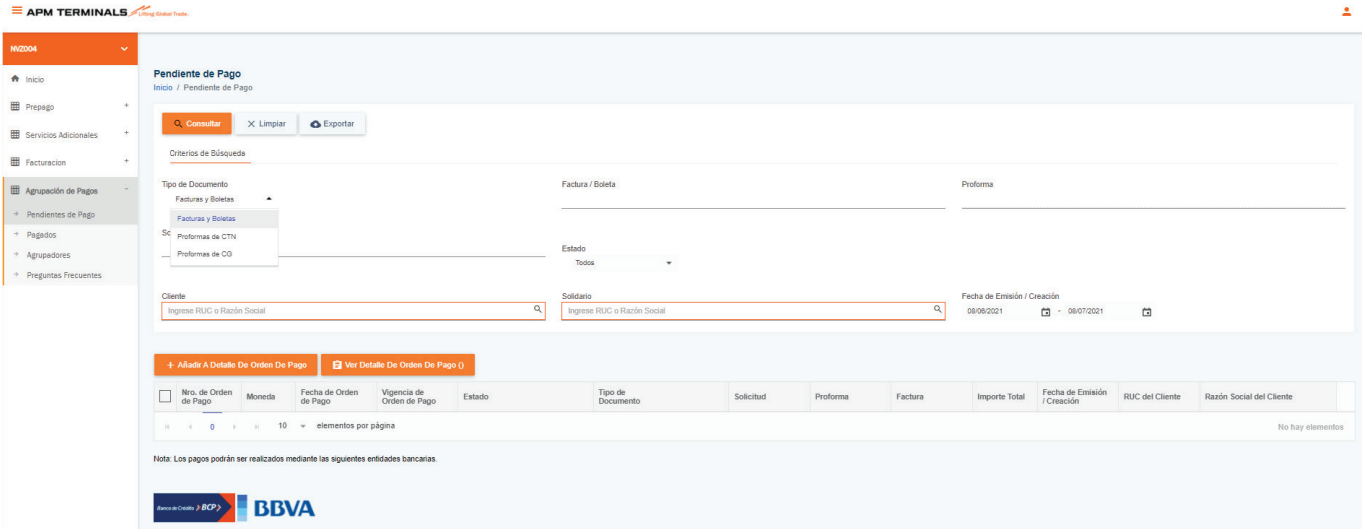 APM TERMINALS
Lifting Global Trade.
NVZ004
Inicio
Prepago +
Servicios Adicionales +
Facturacion +
Agrupación de Pagos -
Pendientes de Pago
Pagados
Agrupadores
Preguntas Frecuentes
Pendiente de Pago
Inicio / Pendiente de Pago
Consultar Limpiar Exportar
Criterios de Búsqueda
Tipo de Documento Factura / Boleta Proforma
Facturas y Boletas
Facturas y Boletas
Proformas de CTN
Proformas de CG
So
Estado
Todos
Cliente Solidario Fecha de Emisión / Creación
Ingrese RUC o Razón Social Ingrese RUC o Razón Social 08/06/2021 - 08/07/2021
+ Añadir A Detalle De Orden De Pago Ver Detalle De Orden De Pago ()
Nro. de Orden de Pago Moneda Fecha de Orden de Pago Vigencia de Orden de Pago Estado Tipo de Documento Solicitud Proforma Factura Importe Total Fecha de Emisión / Creación RUC del Cliente Razón Social del Cliente
0 10 elementos por página No hay elementos
Nota: Los pagos podrán ser realizados mediante las siguientes entidades bancarias.
Banco de Crédito BCP BBVA